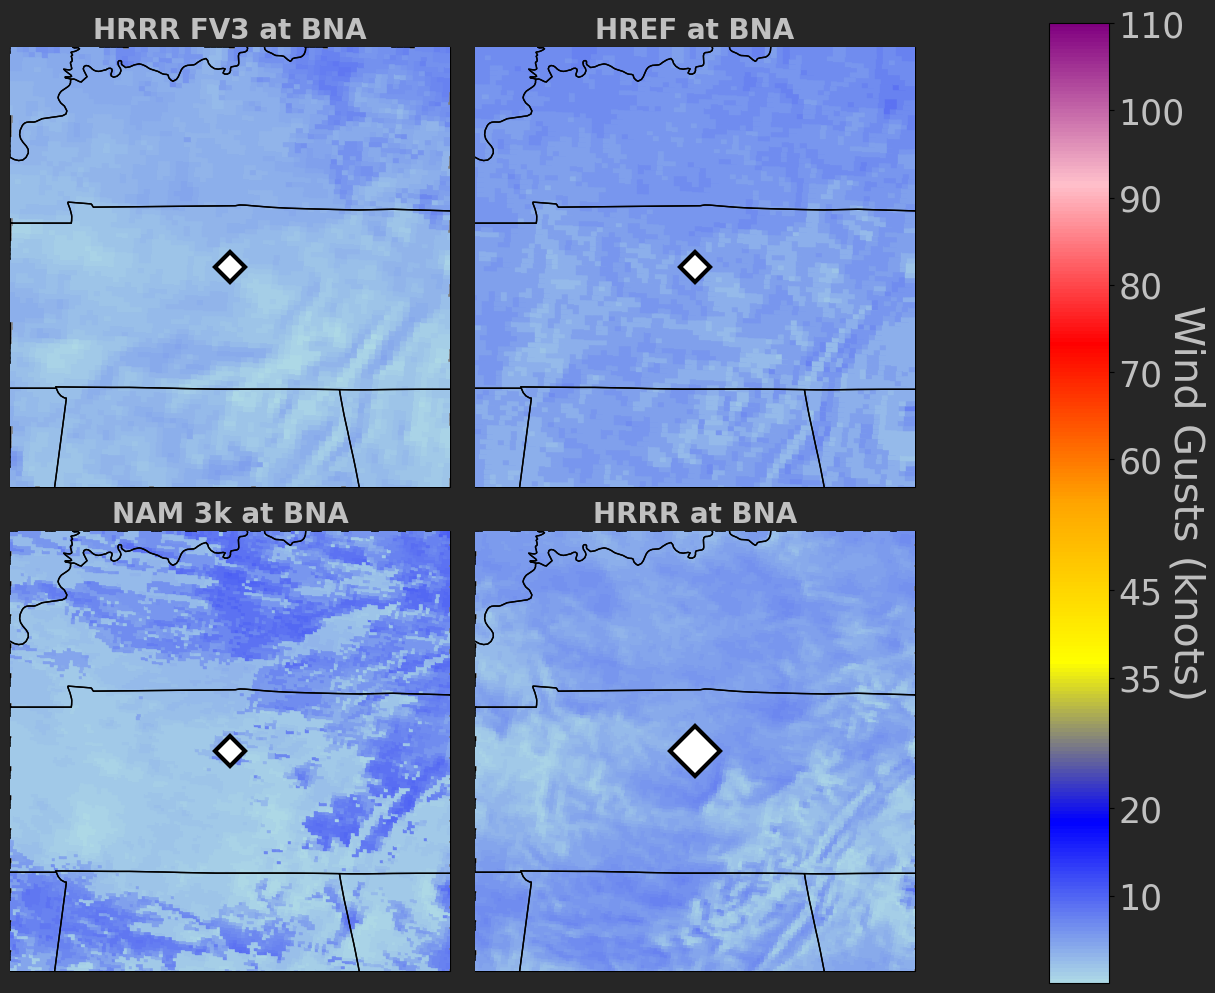 HRRR FV3 at BNA
HREF at BNA
NAM 3k at BNA
HRRR at BNA
110
100
90
80
70
60
45
35
20
10
Wind Gusts (knots)